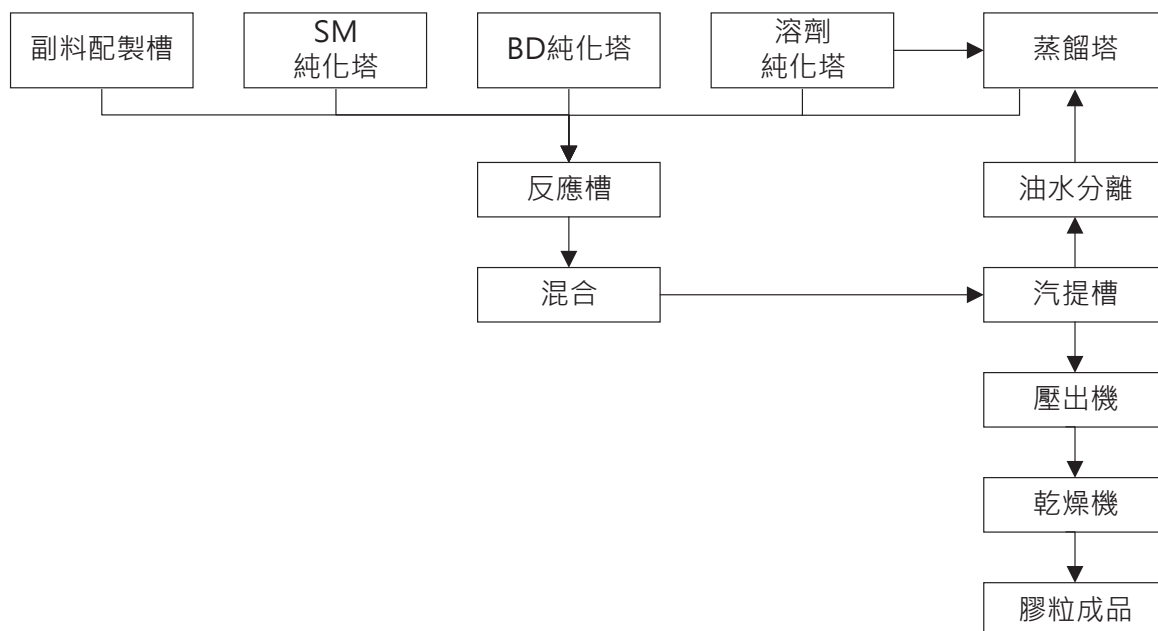 副料配製槽
SM
純化塔
BD純化塔
溶劑
純化塔
蒸餾塔
反應槽
油水分離
混合
汽提槽
壓出機
乾燥機
膠粒成品